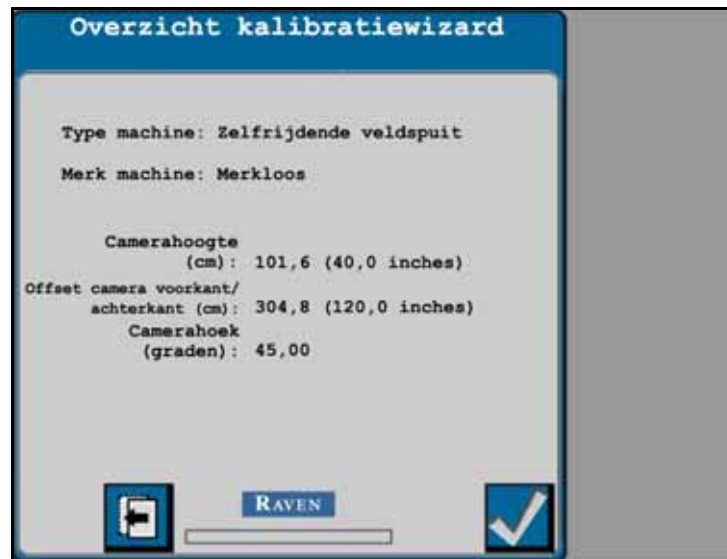 Overzicht kalibratiewizard
Type machine: Zelfrijdende veldspuit
Merk machine: Merkloos
Camerahoogte
(cm): 101,6 (40,0 inches)
Offset camera voorkant/
achterkant (cm): 304,8 (120,0 inches)
Camerahoek
(graden): 45,00
RAVEN